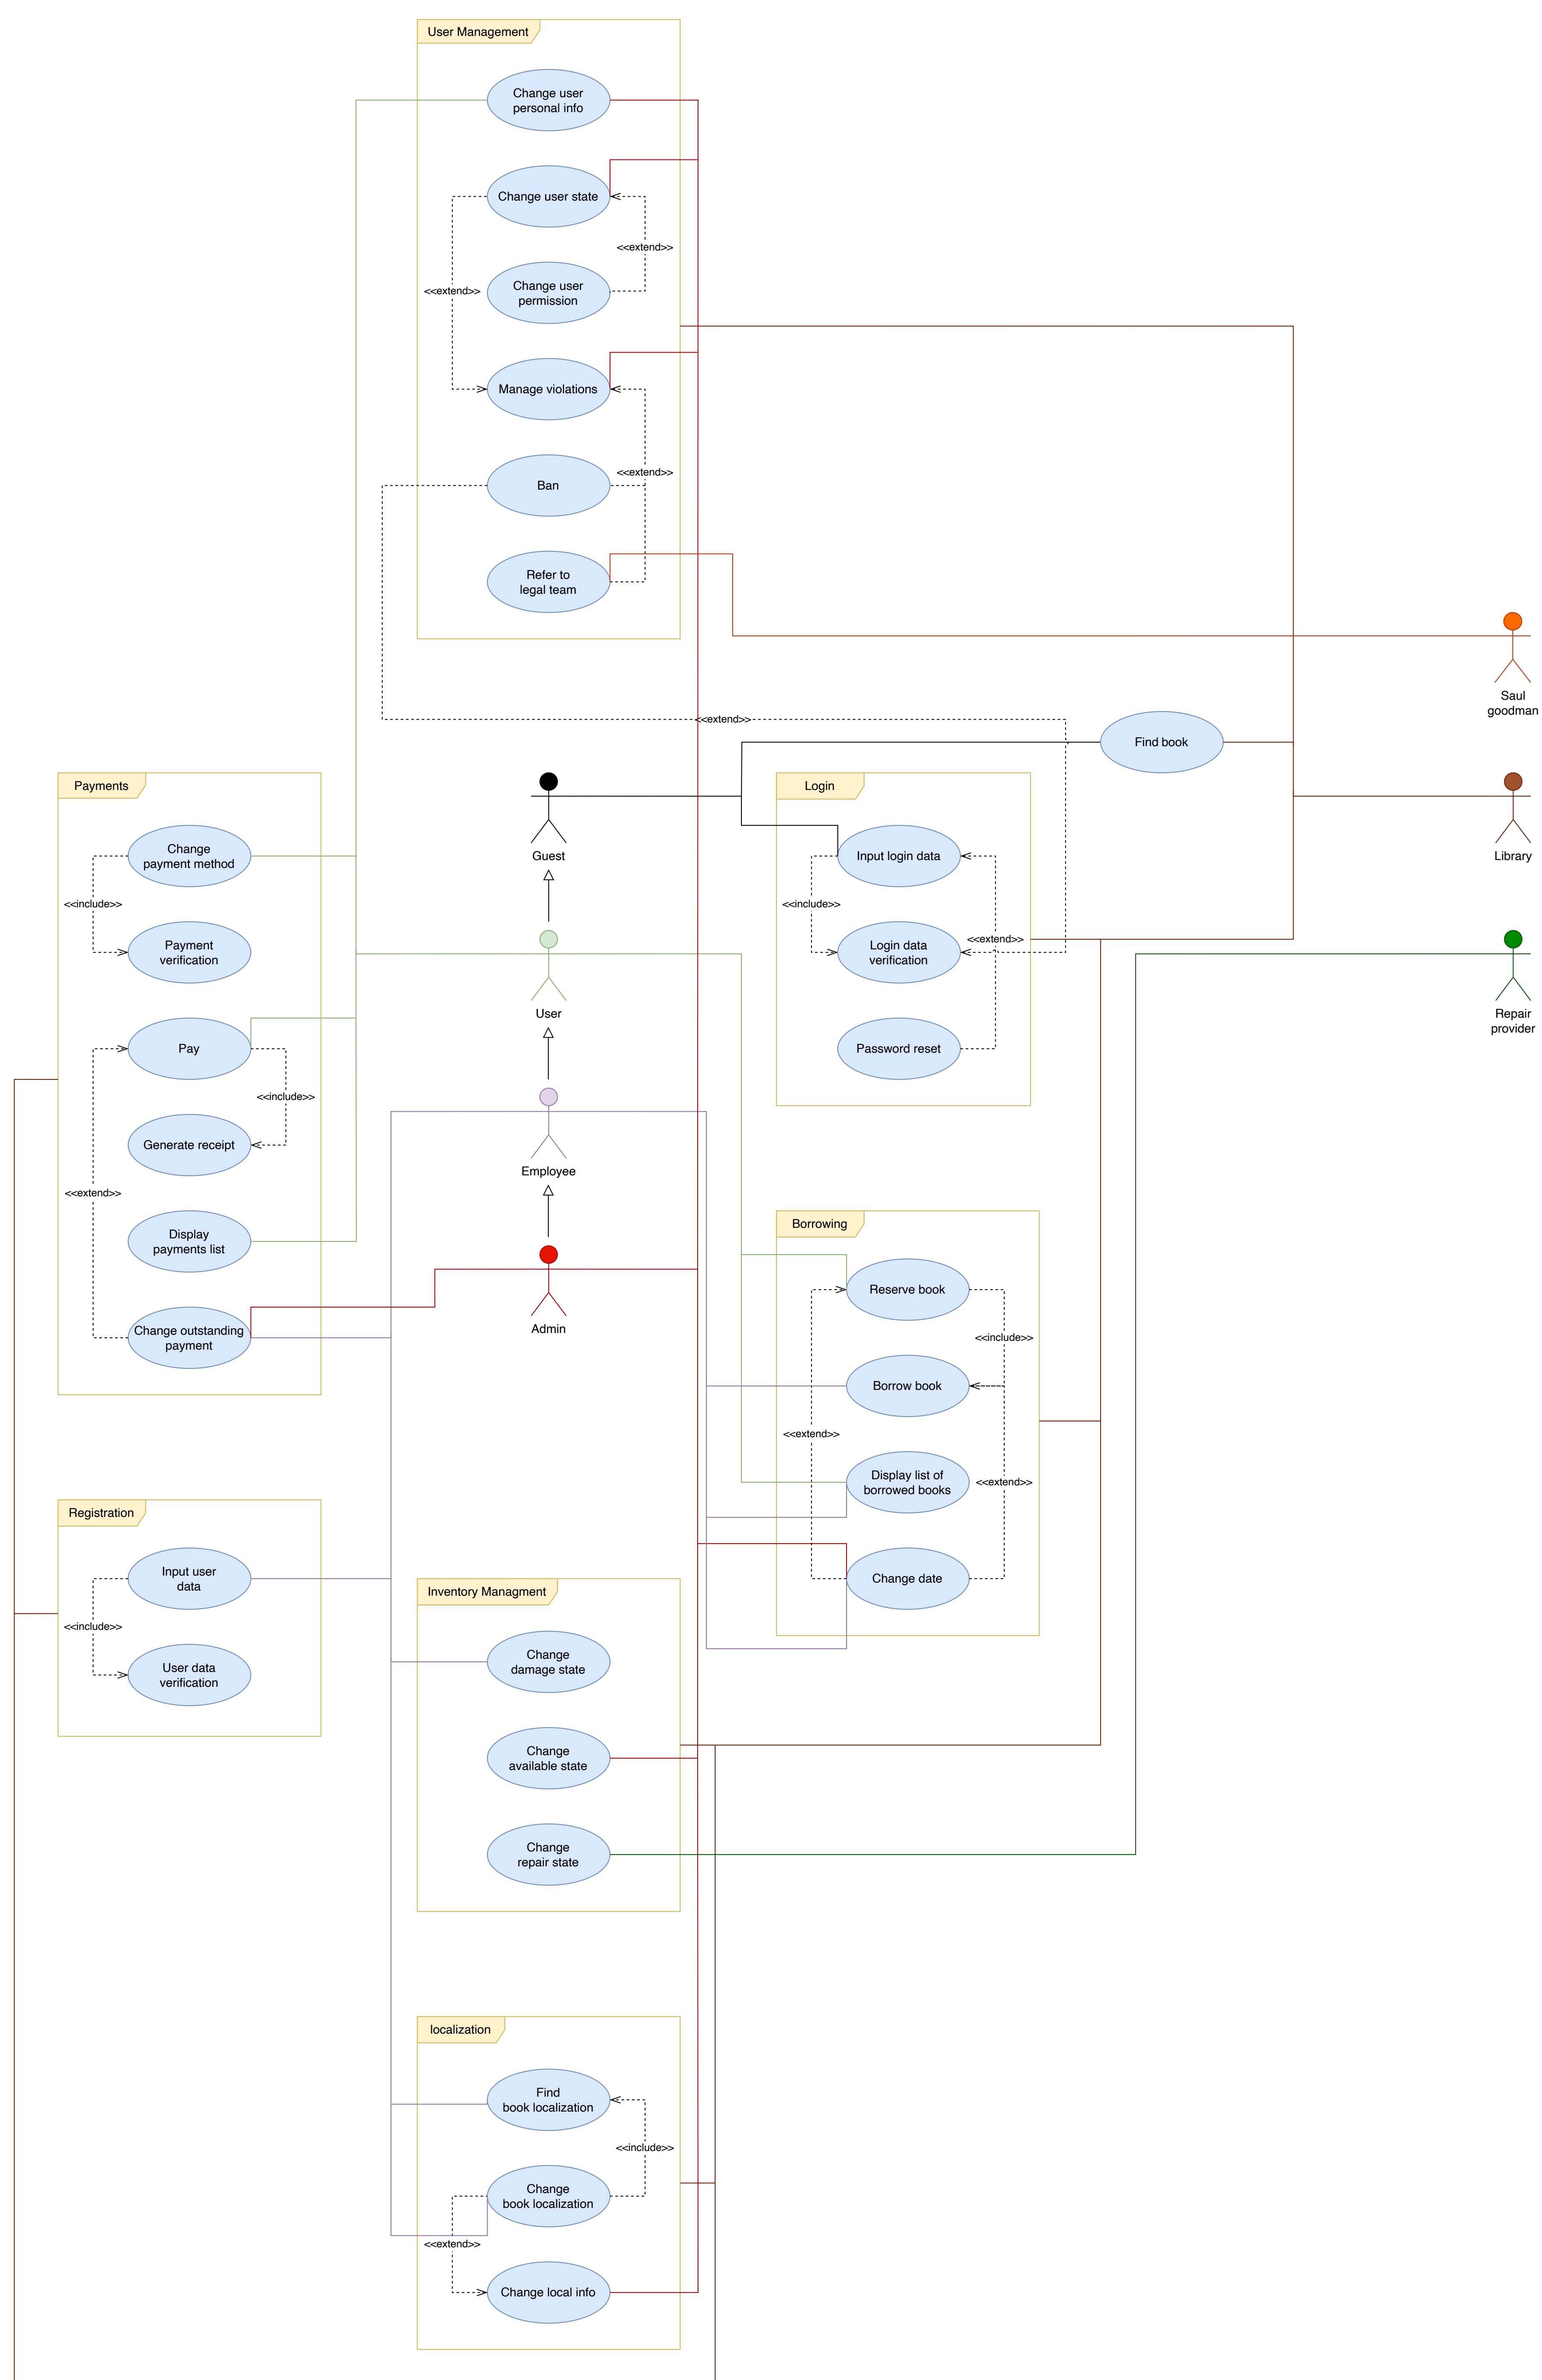 User Management
Change user
personal info
Change user state
<<extend>>
Change user
permission
<<extend>>
Manage violations
<<extend>>
Ban
Refer to
legal team
Saul
goodman
<<extend>>
Find book
Payments
Change
payment method
<<include>>
Payment
verification
Pay
<<include>>
Generate receipt
<<extend>>
Display
payments list
Change outstanding
payment
Guest
User
Employee
Admin
Login
Input login data
<<include>>
<<extend>>
Login data
verification
Password reset
Library
Repair
provider
Borrowing
Reserve book
<<include>>
Borrow book
<<extend>>
Display list of
borrowed books
<<extend>>
Change date
Registration
Input user
data
<<include>>
User data
verification
Inventory Managment
Change
damage state
Change
available state
Change
repair state
localization
Find
book localization
<<include>>
Change
book localization
<<extend>>
Change local info